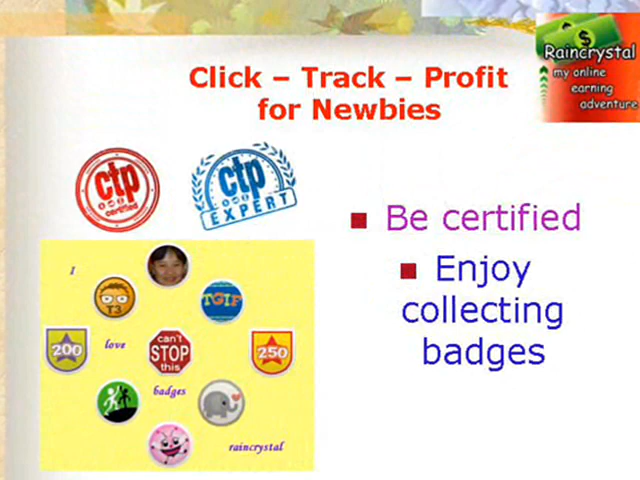 Raincrystal
my online
earning
adventure
Click – Track – Profit
for Newbies
ctp
certified
ctp
EXPERT
■ Be certified
■ Enjoy
collecting
badges
I
T3
TGIF
200
love
can't
STOP
this
250
badges
raincrystal